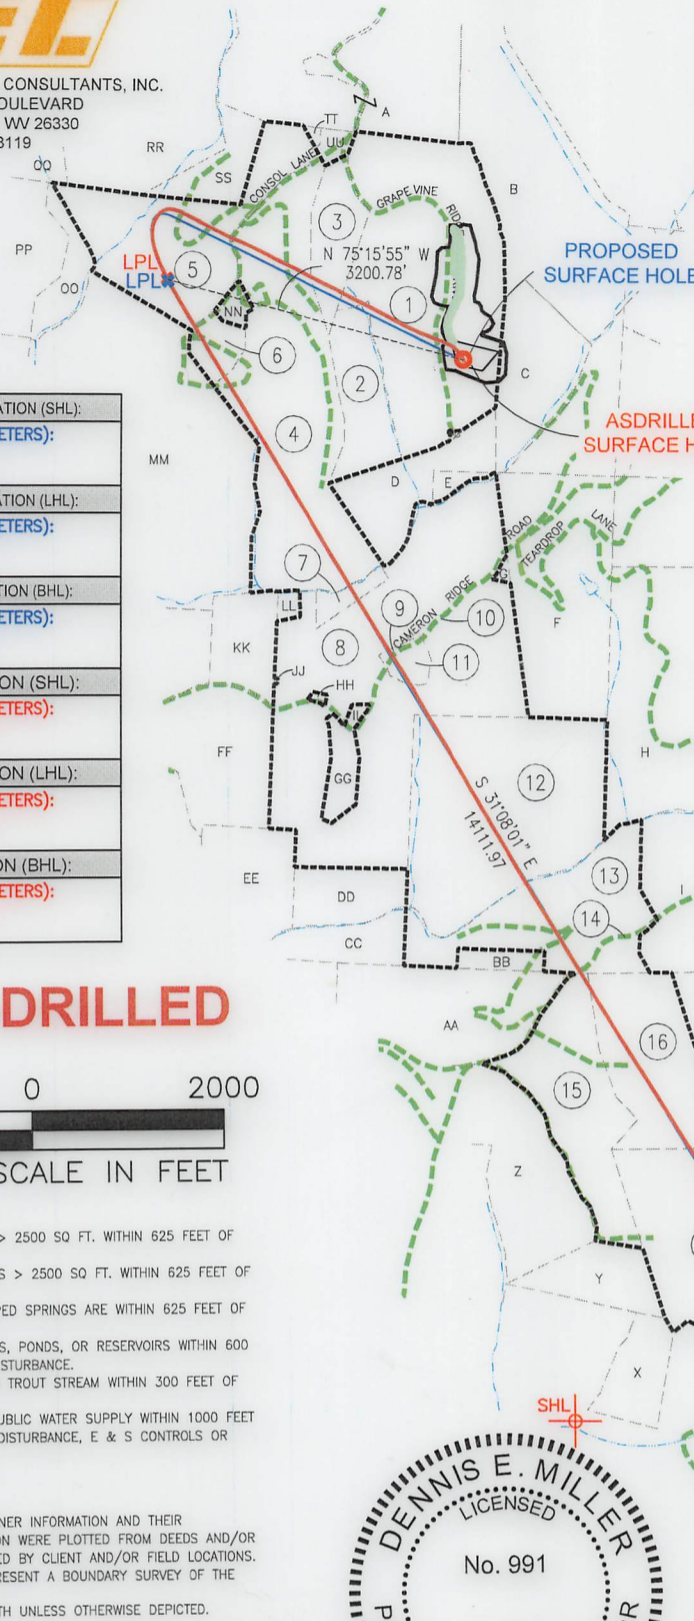 CONSULTANTS, INC.
OULEVARD
WV 26330
3119
RR
OO
PP
OO
SS
TT
UU
A
B
CONSOL LANE
GRAPE VINE
RIDGE
3
N 75°15'55" W
3200.78'
5
LPL
LPL
NN
1
6
2
4
C
D
E
PROPOSED
SURFACE HOLE
ASDRILLE
SURFACE H
MM
ATION (SHL):
ETERS):
ATION (LHL):
ETERS):
TION (BHL):
ETERS):
ON (SHL):
ETERS):
ON (LHL):
ETERS):
ON (BHL):
ETERS):
7
ROAD
TEARDROP
LANE
G
F
9
CAMERON RIDGE
10
LL
KK
8
11
JJ
HH
II
FF
GG
H
12
S 31°08'01" E
14111.97
EE
DD
13
I
14
CC
BB
DRILLED
AA
16
15
0 2000
SCALE IN FEET
Z
Y
X
> 2500 SQ FT. WITHIN 625 FEET OF
S > 2500 SQ FT. WITHIN 625 FEET OF
PED SPRINGS ARE WITHIN 625 FEET OF
S, PONDS, OR RESERVOIRS WITHIN 600
STURBANCE.
TROUT STREAM WITHIN 300 FEET OF
UBLIC WATER SUPPLY WITHIN 1000 FEET
DISTURBANCE, E & S CONTROLS OR
SHL
NER INFORMATION AND THEIR
ON WERE PLOTTED FROM DEEDS AND/OR
ED BY CLIENT AND/OR FIELD LOCATIONS.
RESENT A BOUNDARY SURVEY OF THE
TH UNLESS OTHERWISE DEPICTED.
DENNIS E. MILLER
LICENSED
No. 991
P
R